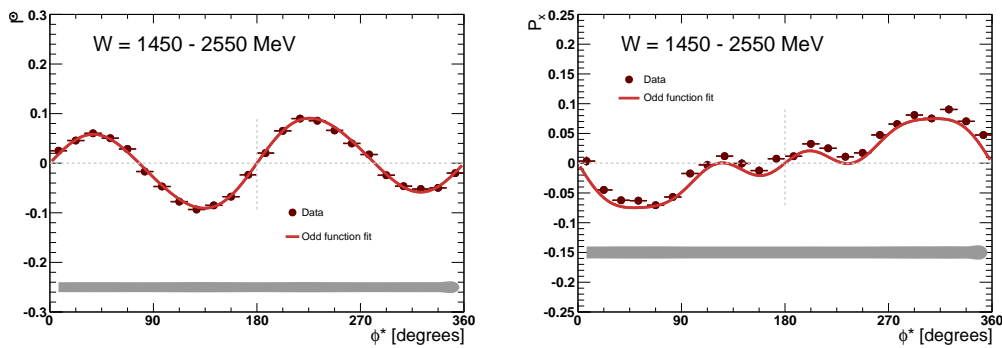 P⊙
W = 1450 - 2550 MeV
0.3
0.2
0.1
0
-0.1
-0.2
-0.3
Data
Odd function fit
0 90 180 270 360
ϕ* [degrees]
Px
W = 1450 - 2550 MeV
0.25
0.2
0.15
0.1
0.05
0
-0.05
-0.1
-0.15
-0.2
-0.25
Data
Odd function fit
0 90 180 270 360
ϕ* [degrees]